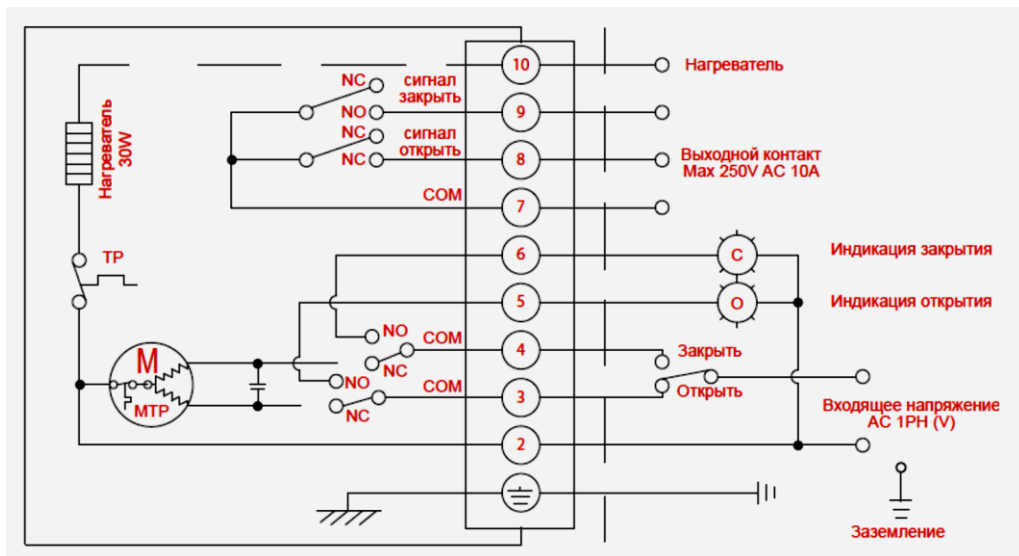 10
Нагреватель
NC
сигнал
закрыть
NO
9
Нагреватель
30W
NC
сигнал
открыть
NC
8
Выходной контакт
Max 250V AC 10A
COM
7
TP
6
C
Индикация закрытия
5
O
Индикация открытия
NO
COM
4
Закрыть
NC
M
MTP
NO
COM
3
Открыть
NC
Входящее напряжение
AC 1PH (V)
2
Заземление